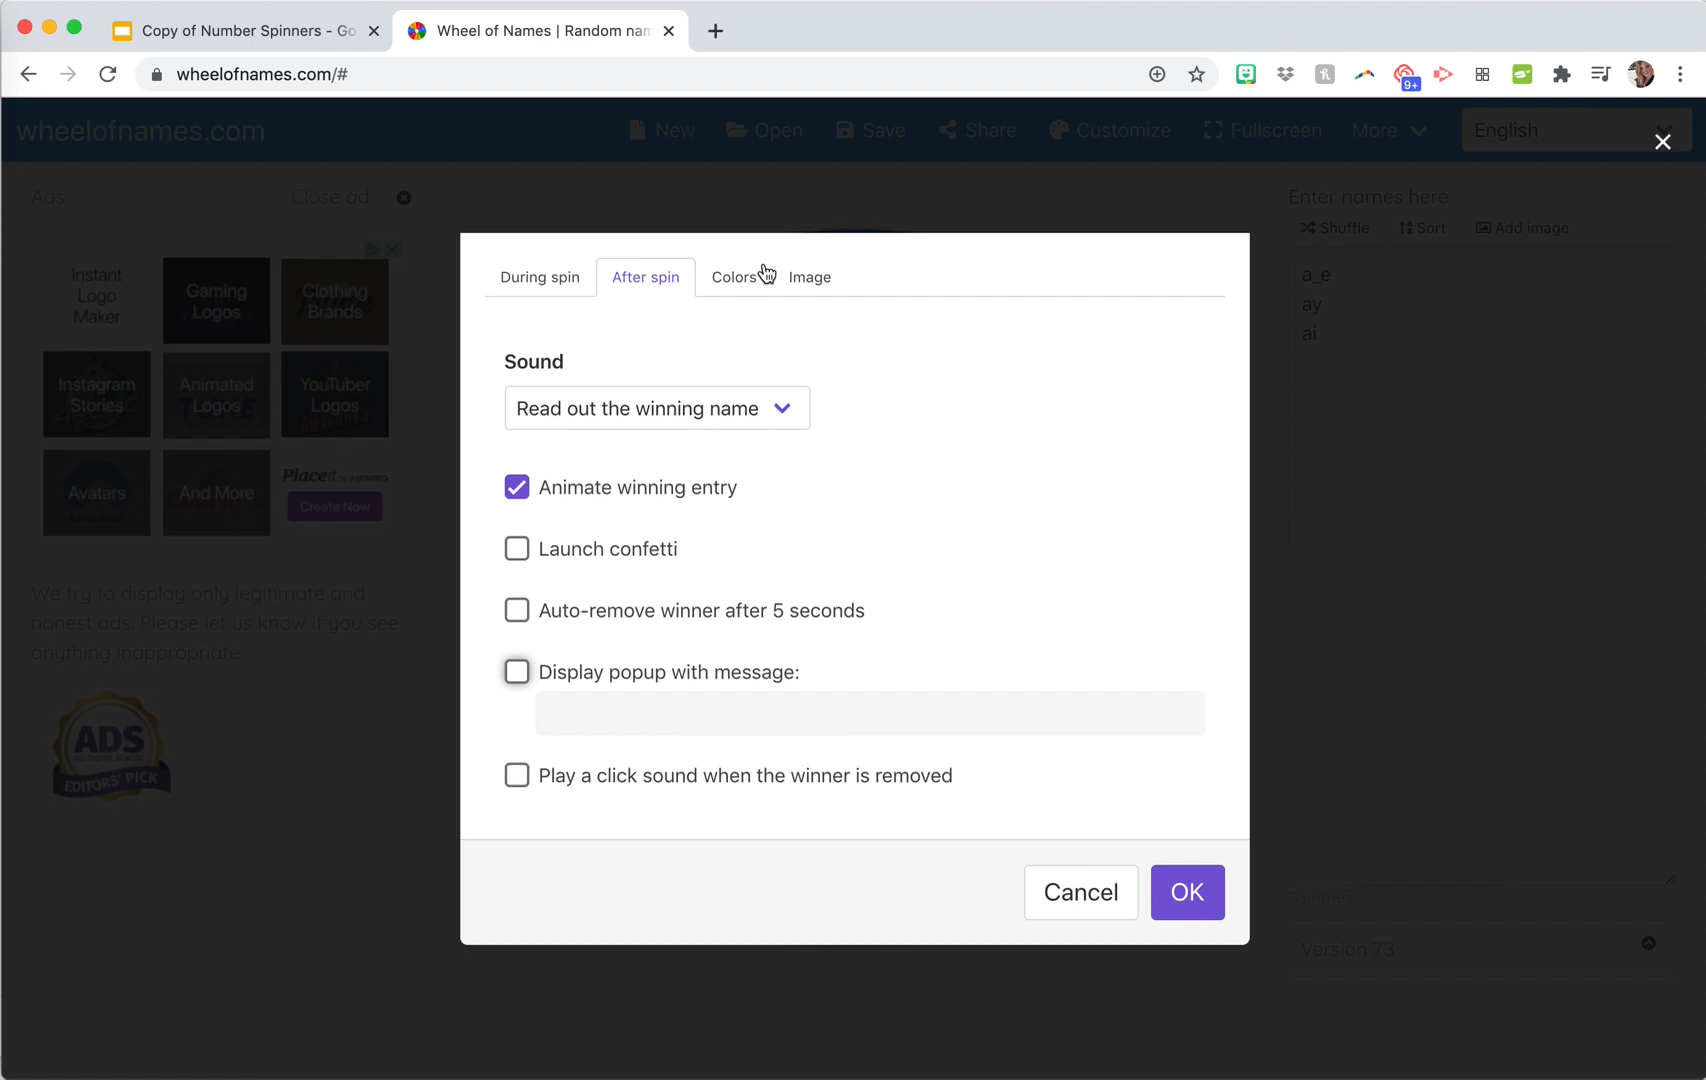 Copy of Number Spinners - Go
Wheel of Names | Random nam
wheelofnames.com/#
9+
wheelofnames.com
New
Open
Save
Share
Customize
Fullscreen
More
English
Ads
Close ad
Enter names here
Shuffle
Sort
Add image
a_e
ay
ai
Instant
Logo
Maker
Gaming
Logos
Clothing
Brands
Instagram
Stories
Animated
Logos
YouTuber
Logos
Avatars
And More
Placeit by envato
Create Now
We try to display only legitimate and
honest ads. Please let us know if you see
anything inappropriate.
ADS
EDITORS' PICK
During spin
After spin
Colors
Image
Sound
Read out the winning name
Animate winning entry
Launch confetti
Auto-remove winner after 5 seconds
Display popup with message:
Play a click sound when the winner is removed
Cancel
OK
3 entries
Version 73